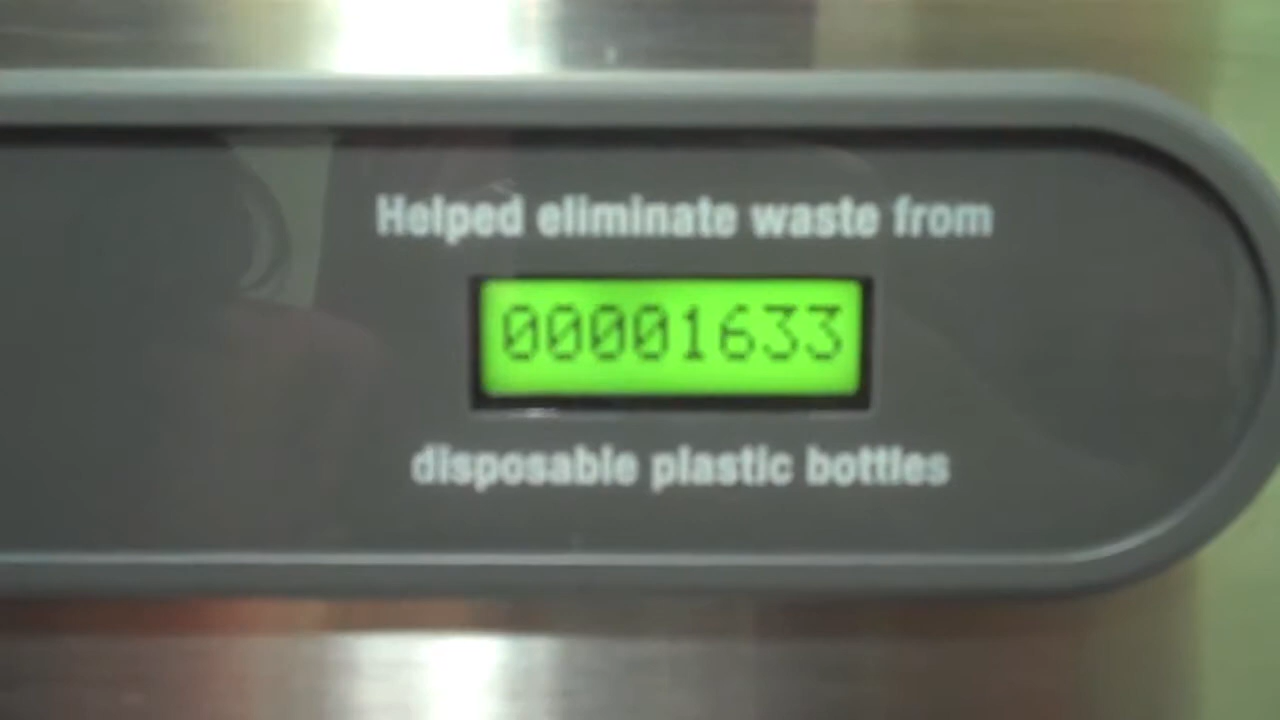 Helped eliminate waste from
00001633
disposable plastic bottles